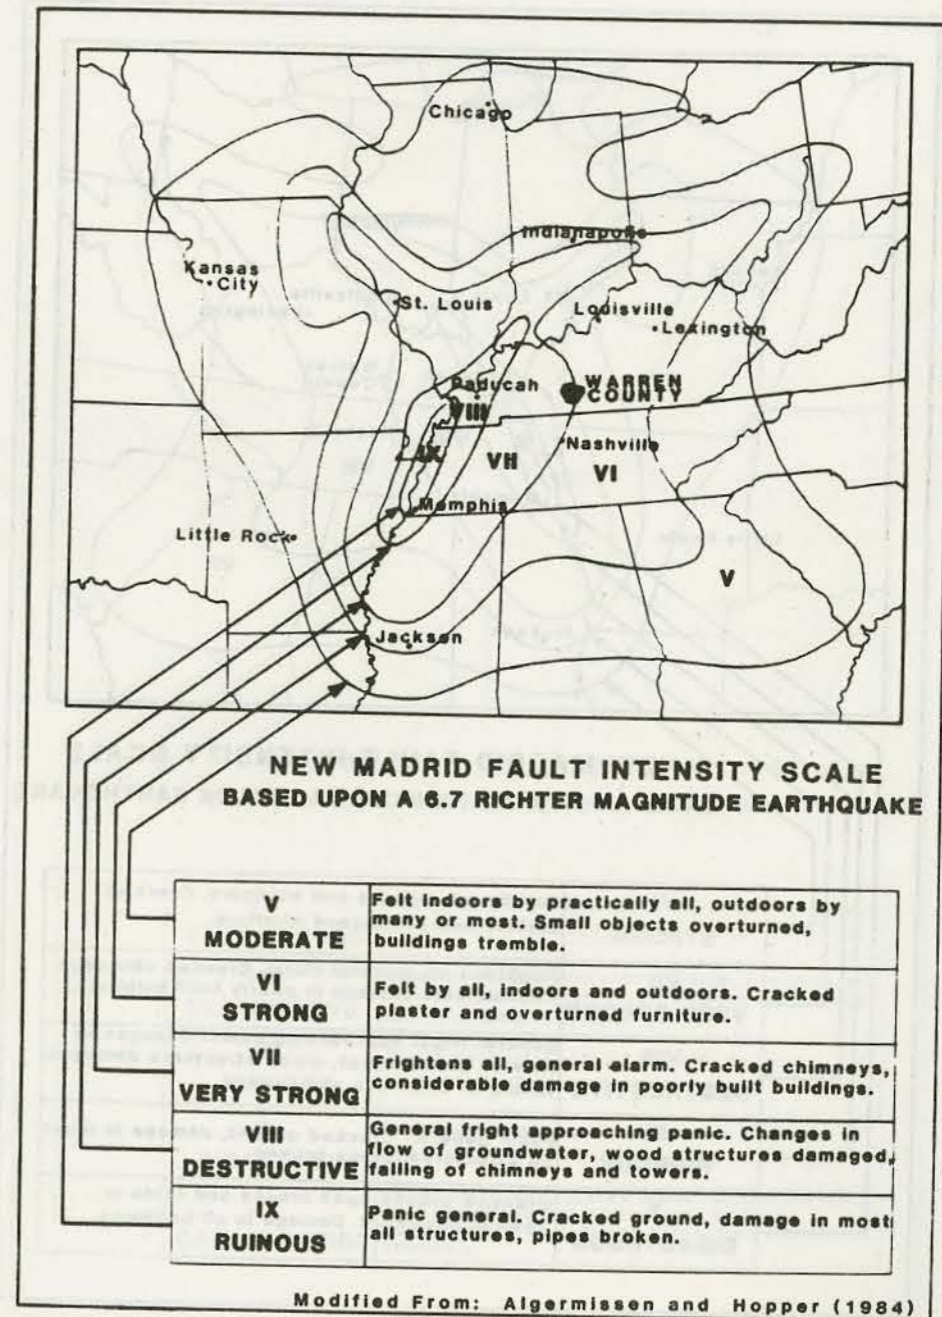 Chicago
Indianapolis
Kansas
City
St. Louis
Louisville
Lexington
Paducah
WARREN
COUNTY
VIII
Nashville
IX
VII
VI
Memphis
Little Rock
V
Jackson
NEW MADRID FAULT INTENSITY SCALE
BASED UPON A 6.7 RICHTER MAGNITUDE EARTHQUAKE
V
MODERATE
Felt indoors by practically all, outdoors by
many or most. Small objects overturned,
buildings tremble.
VI
STRONG
Felt by all, indoors and outdoors. Cracked
plaster and overturned furniture.
VII
VERY STRONG
Frightens all, general alarm. Cracked chimneys,
considerable damage in poorly built buildings.
VIII
DESTRUCTIVE
General fright approaching panic. Changes in
flow of groundwater, wood structures damaged,
falling of chimneys and towers.
IX
RUINOUS
Panic general. Cracked ground, damage in most
all structures, pipes broken.
Modified From: Algermissen and Hopper (1984)